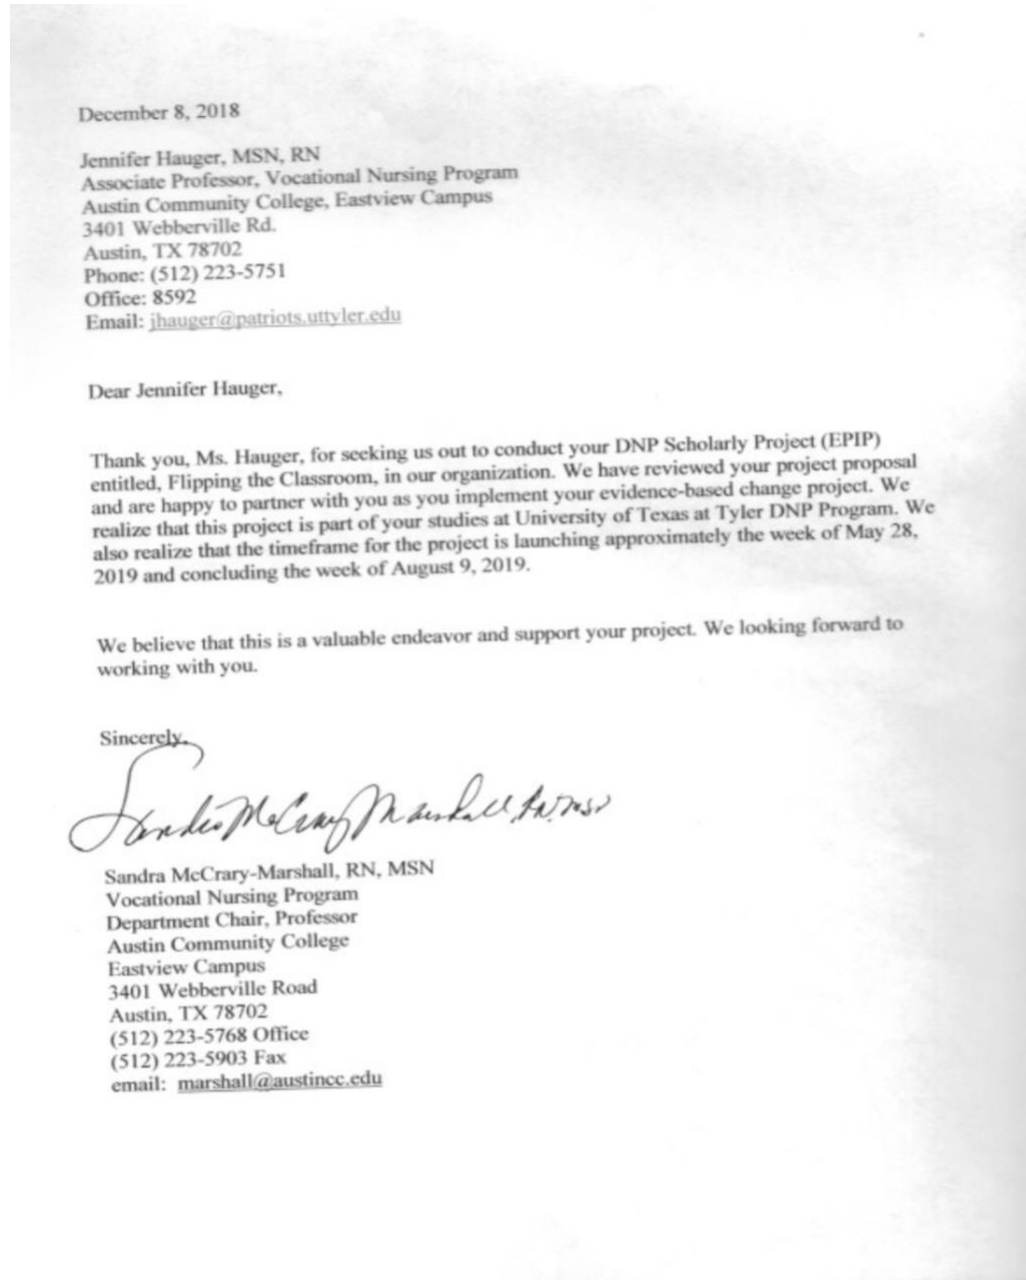 December 8, 2018
Jennifer Hauger, MSN, RN
Associate Professor, Vocational Nursing Program
Austin Community College, Eastview Campus
3401 Webberville Rd.
Austin, TX 78702
Phone: (512) 223-5751
Office: 8592
Email: jhauger@patriots.uttyler.edu
Dear Jennifer Hauger,
Thank you, Ms. Hauger, for seeking us out to conduct your DNP Scholarly Project (EPIP)
entitled, Flipping the Classroom, in our organization. We have reviewed your project proposal
and are happy to partner with you as you implement your evidence-based change project. We
realize that this project is part of your studies at University of Texas at Tyler DNP Program. We
also realize that the timeframe for the project is launching approximately the week of May 28,
2019 and concluding the week of August 9, 2019.
We believe that this is a valuable endeavor and support your project. We looking forward to
working with you.
Sincerely,
Sandra McCrary Marshall, RN, MSN
Sandra McCrary-Marshall, RN, MSN
Vocational Nursing Program
Department Chair, Professor
Austin Community College
Eastview Campus
3401 Webberville Road
Austin, TX 78702
(512) 223-5768 Office
(512) 223-5903 Fax
email: marshall@austincc.edu